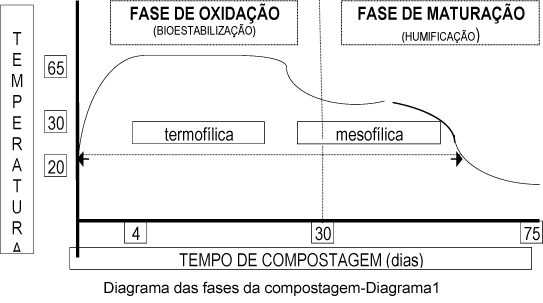 FASE DE OXIDAÇÃO
(BIOESTABILIZAÇÃO)
FASE DE MATURAÇÃO
(HUMIFICAÇÃO)
TEMPERATURA
65
30
20
termofílica
mesofílica
4
30
75
TEMPO DE COMPOSTAGEM (dias)
Diagrama das fases da compostagem-Diagrama1